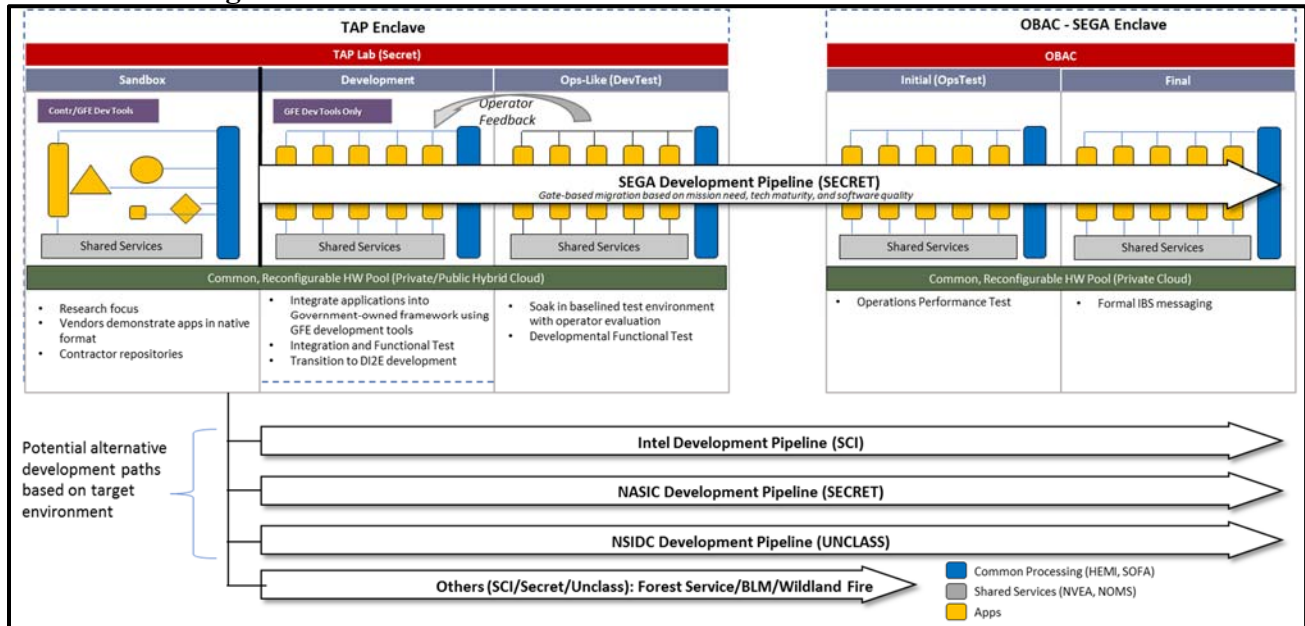 TAP Enclave
OBAC - SEGA Enclave
TAP Lab (Secret)
OBAC
Sandbox
Development
Ops-Like (DevTest)
Initial (OpsTest)
Final
Contr/GFE Dev Tools
GFE Dev Tools Only
Operator
Feedback
SEGA Development Pipeline (SECRET)
Gate-based migration based on mission need, tech maturity, and software quality
Shared Services
Shared Services
Shared Services
Shared Services
Shared Services
Common, Reconfigurable HW Pool (Private/Public Hybrid Cloud)
Common, Reconfigurable HW Pool (Private Cloud)
• Research focus
• Vendors demonstrate apps in native
format
• Contractor repositories
• Integrate applications into
Government-owned framework using
GFE development tools
• Integration and Functional Test
• Transition to DI2E development
• Soak in baselined test environment
with operator evaluation
• Developmental Functional Test
• Operations Performance Test
• Formal IBS messaging
Potential alternative
development paths
based on target
environment
Intel Development Pipeline (SCI)
NASIC Development Pipeline (SECRET)
NSIDC Development Pipeline (UNCLASS)
Others (SCI/Secret/Unclass): Forest Service/BLM/Wildland Fire
Common Processing (HEMI, SOFA)
Shared Services (NVEA, NOMS)
Apps